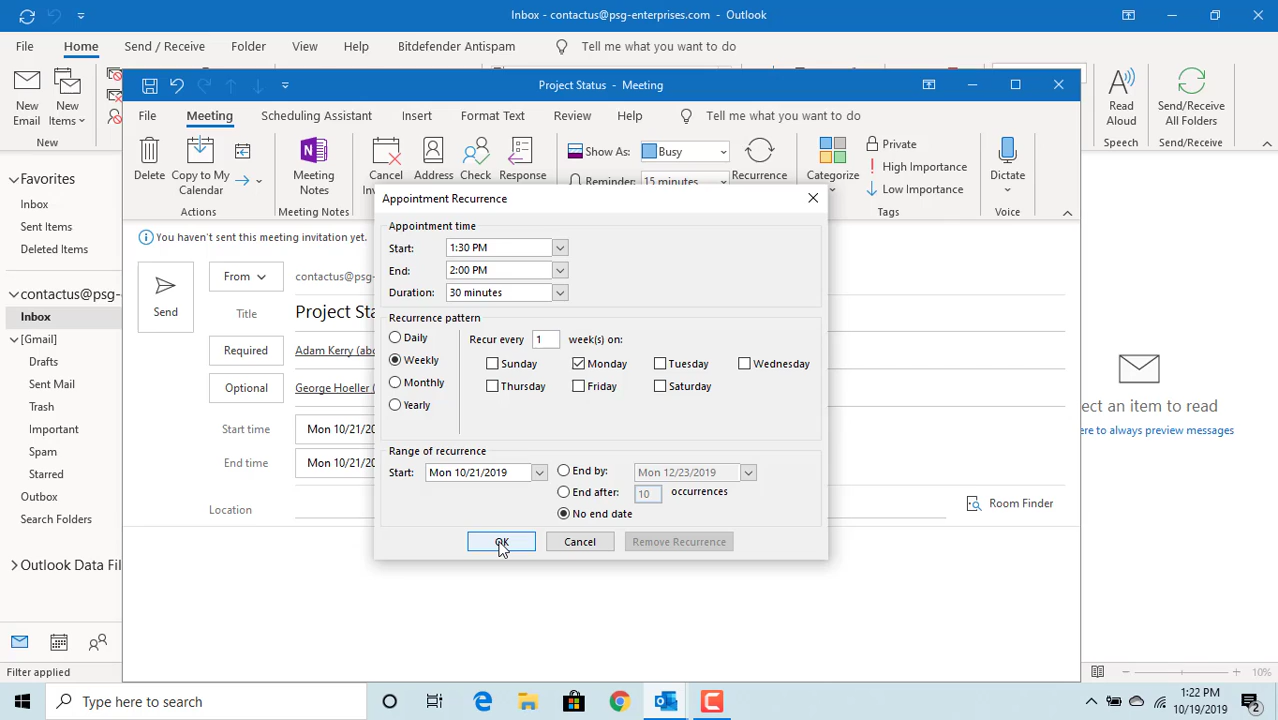 Inbox - contactus@psg-enterprises.com - Outlook
File Home Send / Receive Folder View Help Bitdefender Antispam Tell me what you want to do
Project Status - Meeting
File Meeting Scheduling Assistant Insert Format Text Review Help Tell me what you want to do
New Email
New Items
New
Delete
Copy to My Calendar
Actions
Meeting Notes
Meeting Notes
Cancel
Address
Check
Response
Show As: Busy
Reminder: 15 minutes
Recurrence
Categorize
Private
High Importance
Low Importance
Tags
Dictate
Voice
Read Aloud
Speech
Send/Receive All Folders
Send/Receive
Favorites
Inbox
Sent Items
Deleted Items
contactus@psg-
Inbox
[Gmail]
Drafts
Sent Mail
Trash
Important
Spam
Starred
Outbox
Search Folders
Outlook Data Fi
You haven't sent this meeting invitation yet.
Send
From contactus@psg-
Title Project Sta
Required Adam Kerry (abc
Optional George Hoeller (
Start time Mon 10/21/20
End time Mon 10/21/20
Location
Room Finder
Appointment Recurrence
Appointment time
Start: 1:30 PM
End: 2:00 PM
Duration: 30 minutes
Recurrence pattern
Daily
Weekly
Monthly
Yearly
Recur every 1 week(s) on:
Sunday Monday Tuesday Wednesday
Thursday Friday Saturday
Range of recurrence
Start: Mon 10/21/2019
End by: Mon 12/23/2019
End after: 10 occurrences
No end date
OK Cancel Remove Recurrence
ect an item to read
ere to always preview messages
Filter applied
10%
Type here to search
1:22 PM
10/19/2019
2